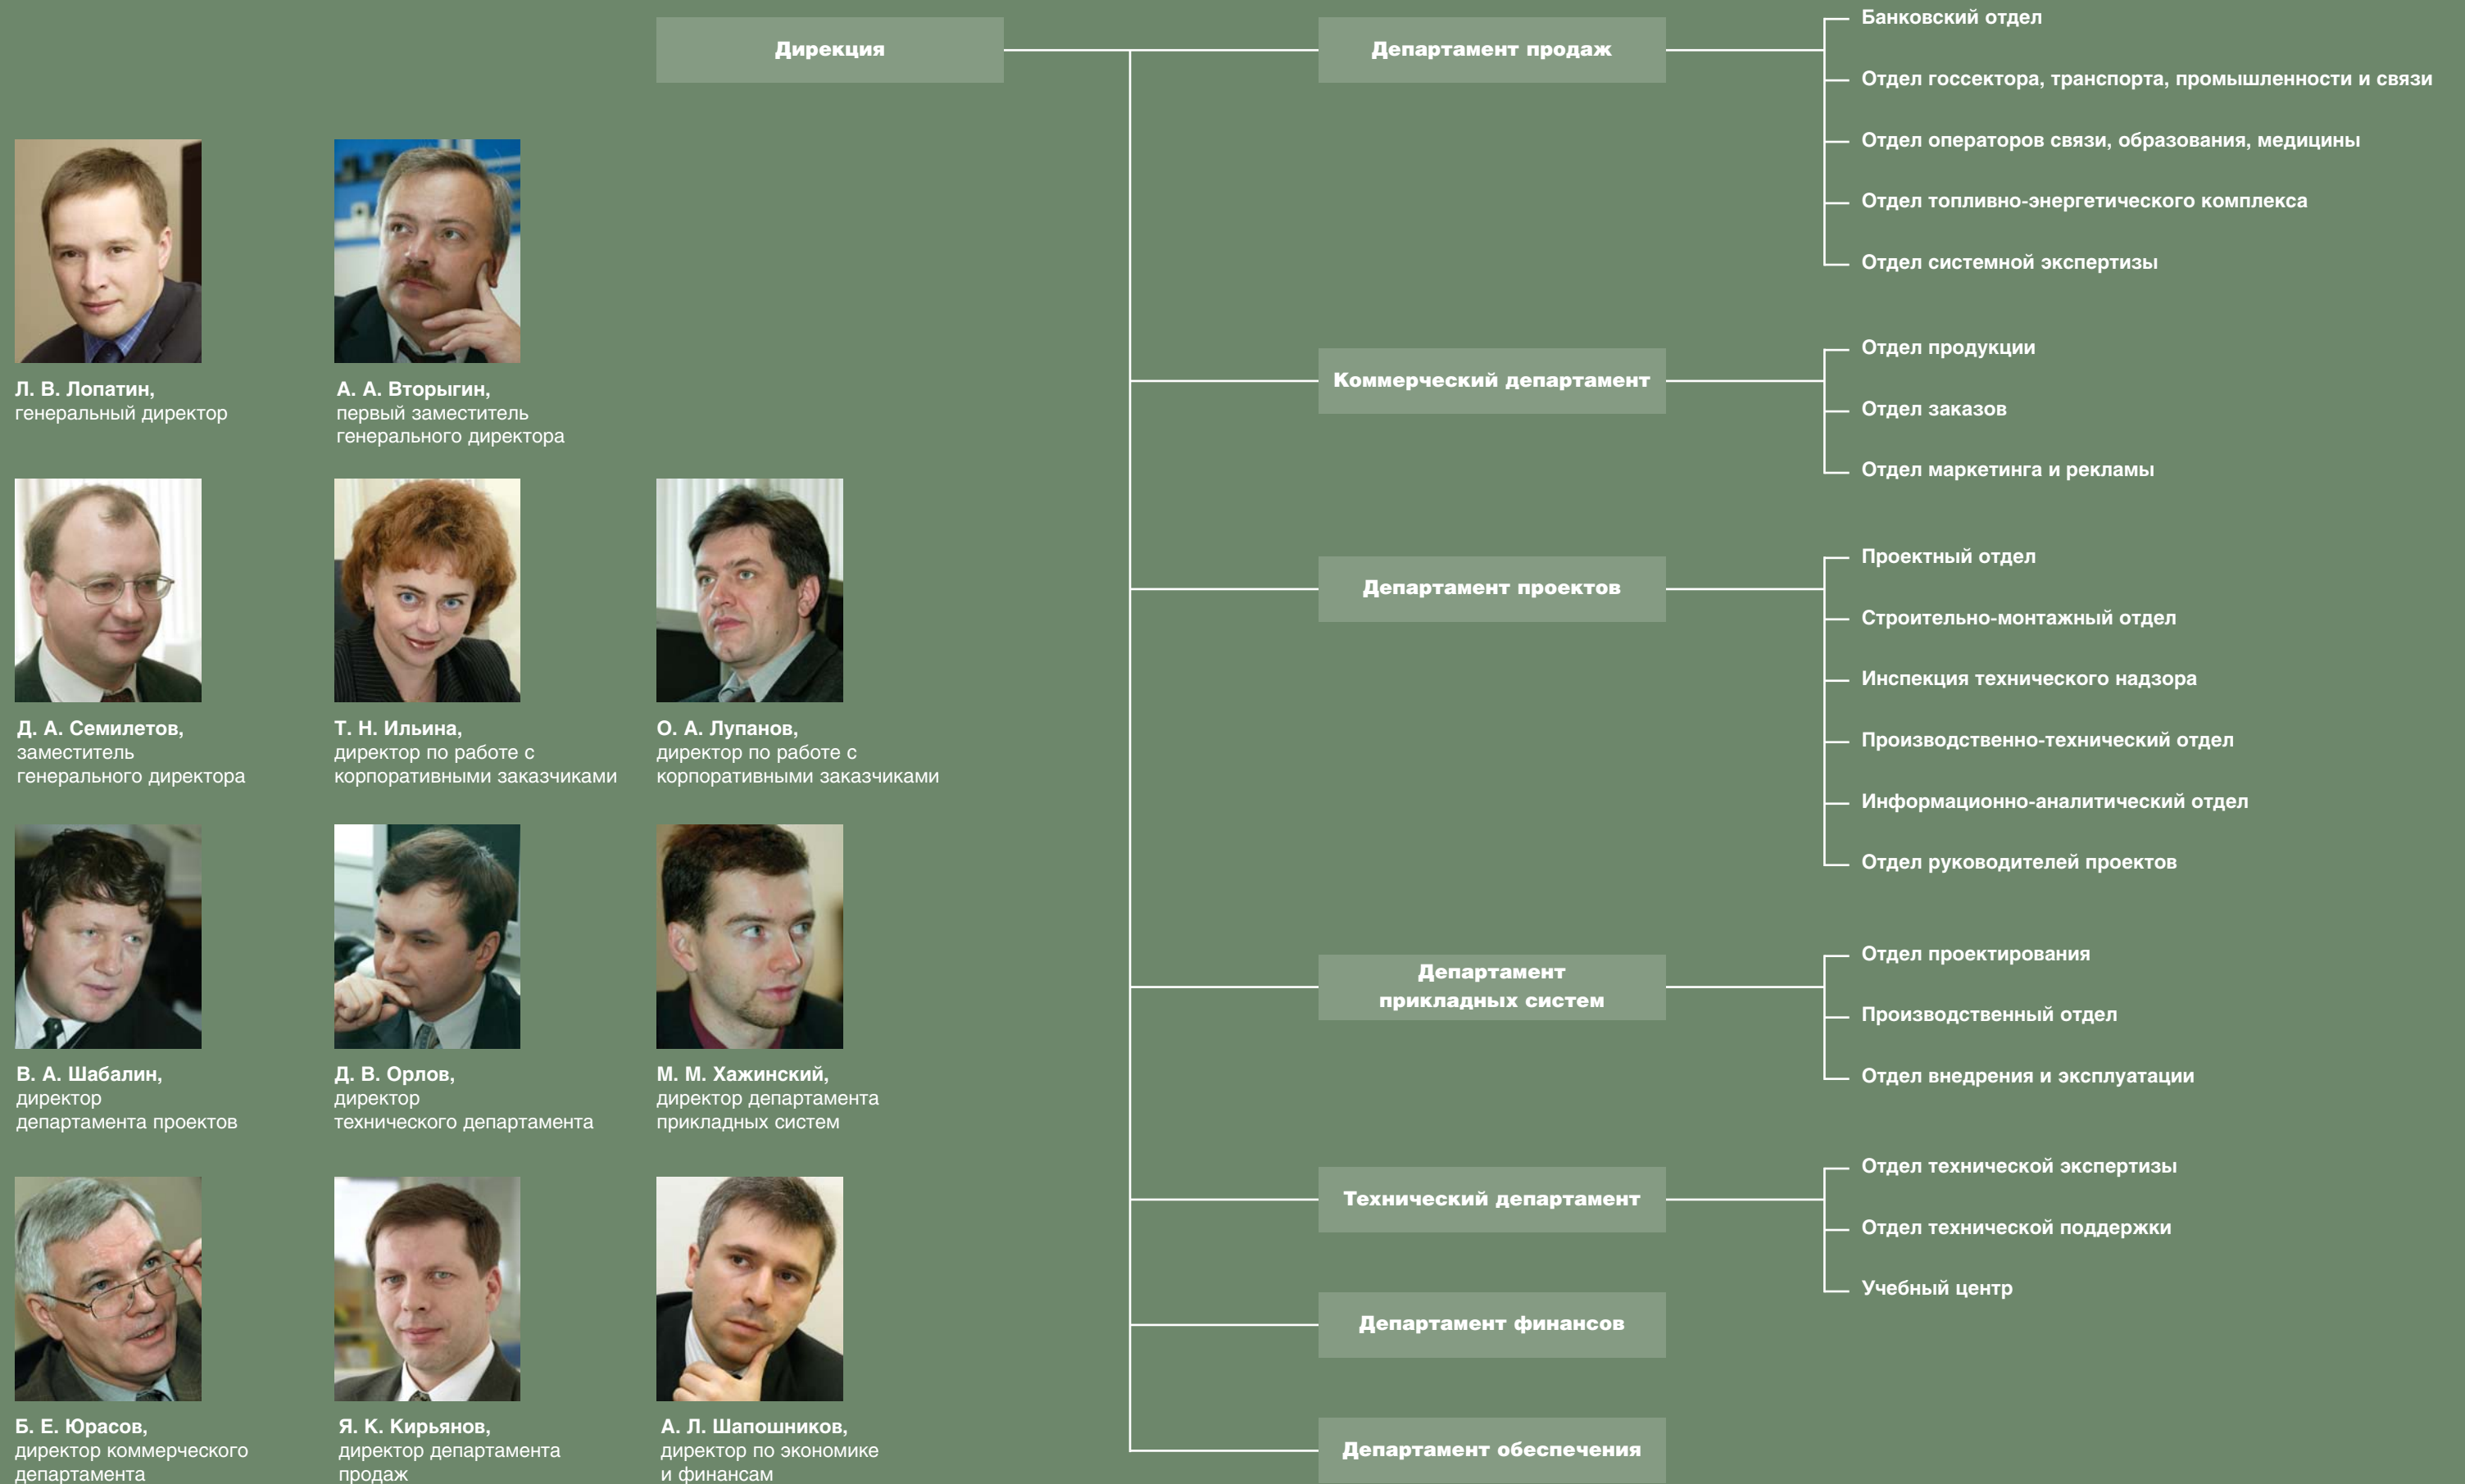 Дирекция
Л. В. Лопатин,
генеральный директор
А. А. Вторыгин,
первый заместитель
генерального директора
Д. А. Семилетов,
заместитель
генерального директора
Т. Н. Ильина,
директор по работе с
корпоративными заказчиками
О. А. Лупанов,
директор по работе с
корпоративными заказчиками
В. А. Шабалин,
директор
департамента проектов
Д. В. Орлов,
директор
технического департамента
М. М. Хажинский,
директор департамента
прикладных систем
Б. Е. Юрасов,
директор коммерческого
департамента
Я. К. Кирьянов,
директор департамента
продаж
А. Л. Шапошников,
директор по экономике
и финансам
Департамент продаж
Банковский отдел
Отдел госсектора, транспорта, промышленности и связи
Отдел операторов связи, образования, медицины
Отдел топливно-энергетического комплекса
Отдел системной экспертизы
Коммерческий департамент
Отдел продукции
Отдел заказов
Отдел маркетинга и рекламы
Департамент проектов
Проектный отдел
Строительно-монтажный отдел
Инспекция технического надзора
Производственно-технический отдел
Информационно-аналитический отдел
Отдел руководителей проектов
Департамент
прикладных систем
Отдел проектирования
Производственный отдел
Отдел внедрения и эксплуатации
Технический департамент
Отдел технической экспертизы
Отдел технической поддержки
Учебный центр
Департамент финансов
Департамент обеспечения